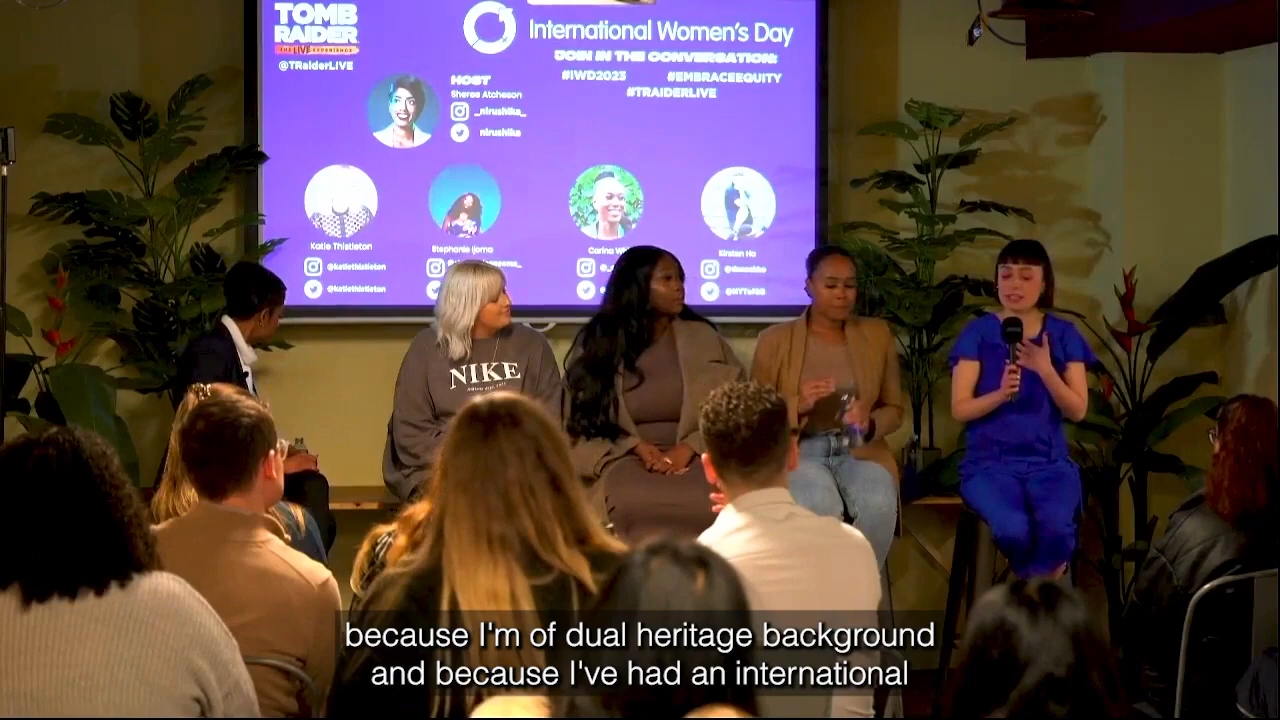 TOMB
RAIDER
THE LIVE EXPERIENCE
@TRaiderLIVE
International Women's Day
JOIN IN THE CONVERSATION:
#IWD2023 #EMBRACEEQUITY
#TRAIDERLIVE
HOST
Sheree Atcheson
_nirushika_
nirushika
Katie Thistleton
@katiethistleton
@katiethistleton
Stephanie Ijoma
Carina
Kirsten Ho
NIKE
because I'm of dual heritage background
and because I've had an international